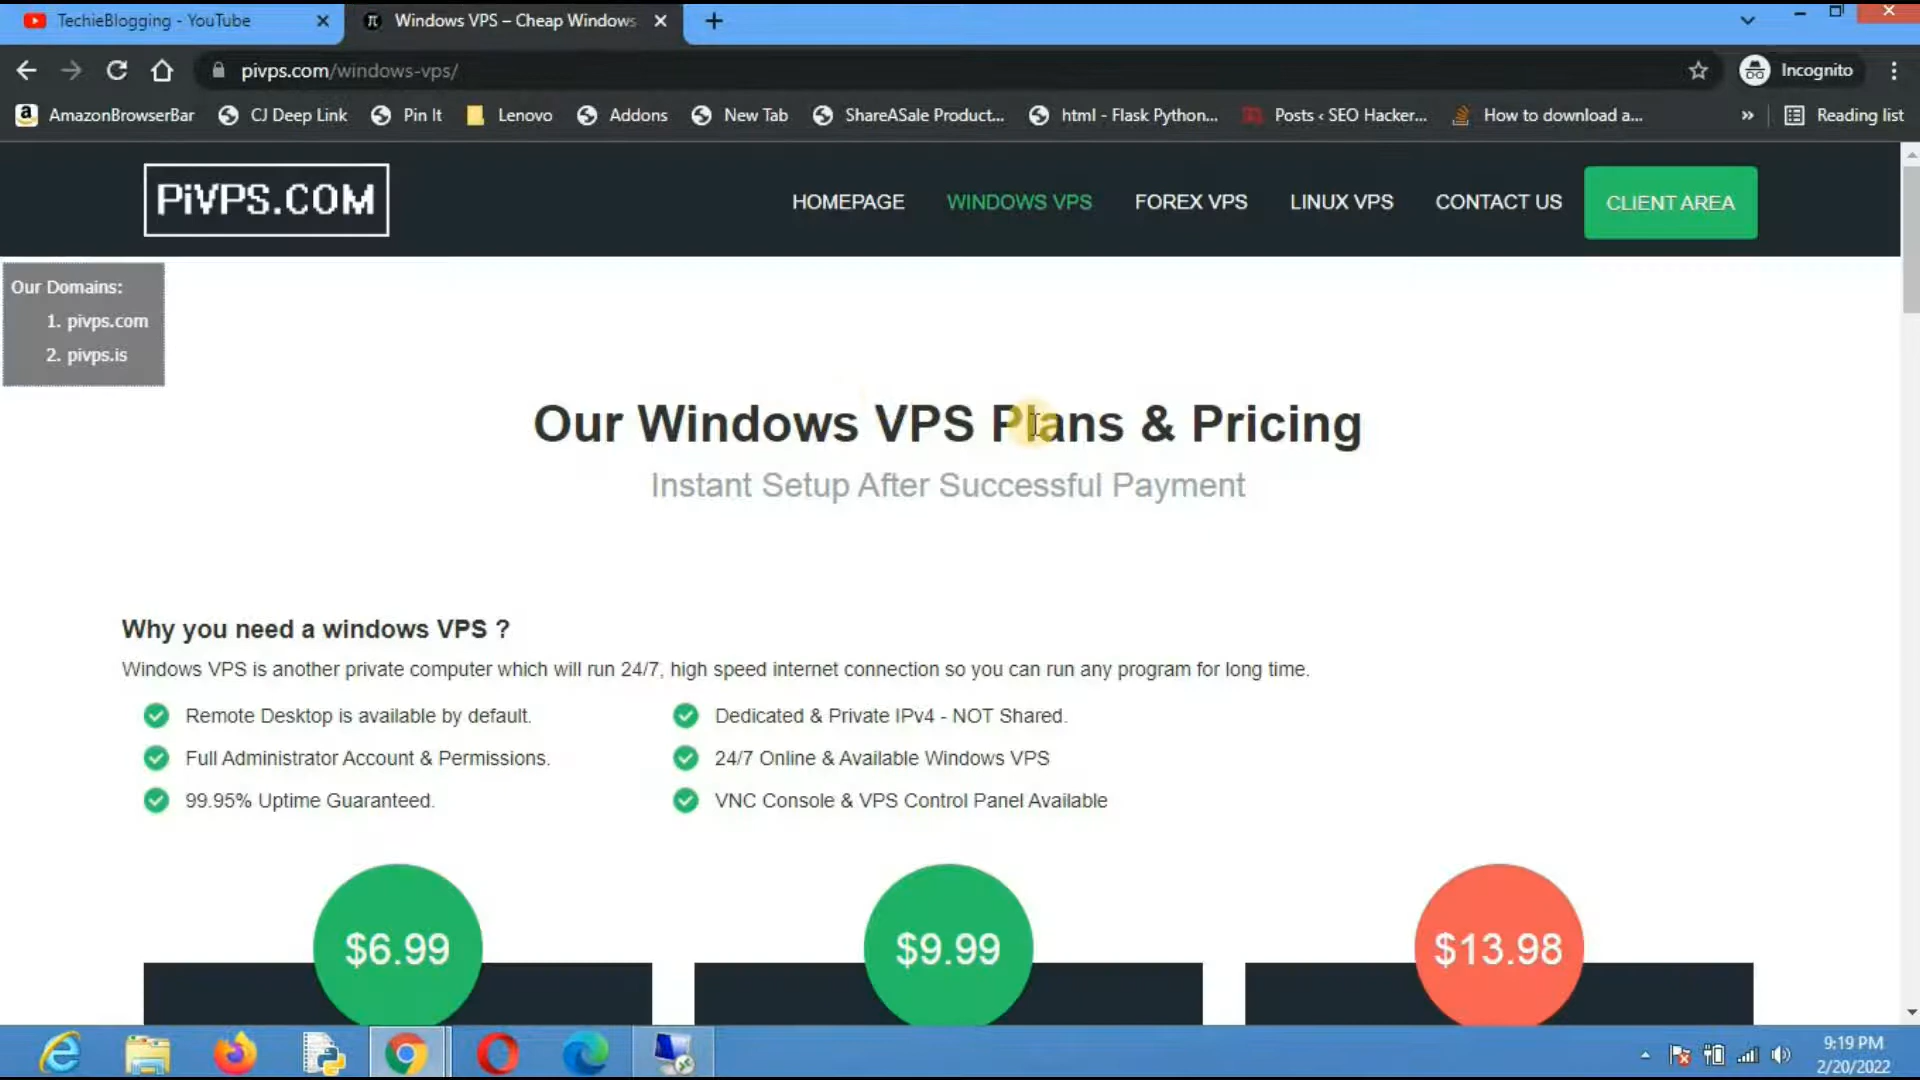 TechieBlogging - YouTube
Windows VPS – Cheap Windows
pivps.com/windows-vps/
Incognito
AmazonBrowserBar
CJ Deep Link
Pin It
Lenovo
Addons
New Tab
ShareASale Product...
html - Flask Python...
Posts ‹ SEO Hacker...
How to download a...
»
Reading list
PiVPS.COM
HOMEPAGE
WINDOWS VPS
FOREX VPS
LINUX VPS
CONTACT US
CLIENT AREA
Our Domains:
1. pivps.com
2. pivps.is
Our Windows VPS Plans & Pricing
Instant Setup After Successful Payment
Why you need a windows VPS ?
Windows VPS is another private computer which will run 24/7, high speed internet connection so you can run any program for long time.
Remote Desktop is available by default.
Dedicated & Private IPv4 - NOT Shared.
Full Administrator Account & Permissions.
24/7 Online & Available Windows VPS
99.95% Uptime Guaranteed.
VNC Console & VPS Control Panel Available
$6.99
$9.99
$13.98
9:19 PM
2/20/2022